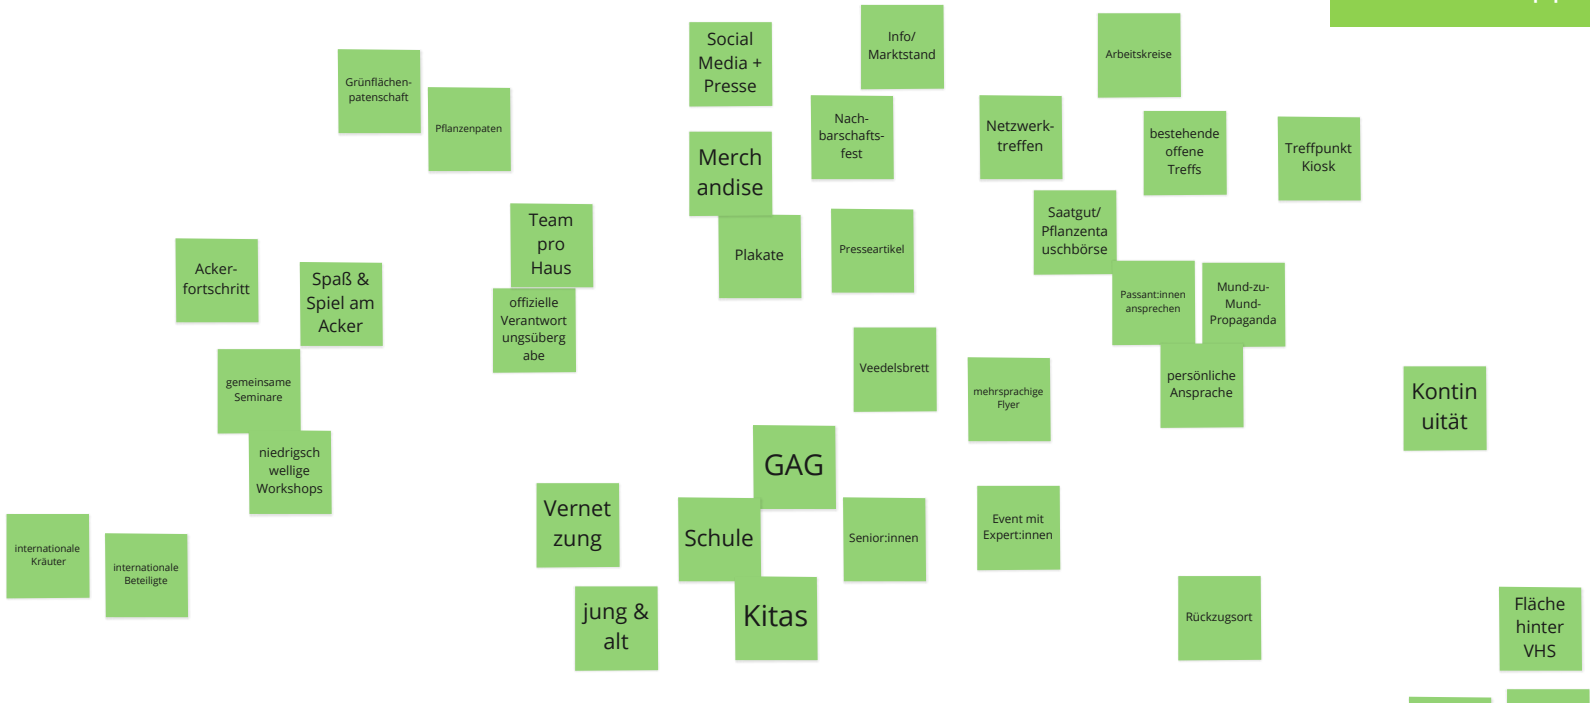 Grünflächen-
patenschaft
Pflanzenpaten
Social
Media +
Presse
Info/
Marktstand
Arbeitskreise
Merch
andise
Nach-
barschafts-
fest
Netzwerk-
treffen
bestehende
offene
Treffs
Treffpunkt
Kiosk
Team
pro
Haus
Plakate
Presseartikel
Saatgut/
Pflanzenta
uschbörse
Acker-
fortschritt
Spaß &
Spiel am
Acker
offizielle
Verantwort
ungsüberg
abe
Passant:innen
ansprechen
Mund-zu-
Mund-
Propaganda
gemeinsame
Seminare
Veedelsbrett
mehrsprachige
Flyer
persönliche
Ansprache
Kontin
uität
niedrigsch
wellige
Workshops
GAG
internationale
Kräuter
internationale
Beteiligte
Vernet
zung
Schule
Senior:innen
Event mit
Expert:innen
jung &
alt
Kitas
Rückzugsort
Fläche
hinter
VHS